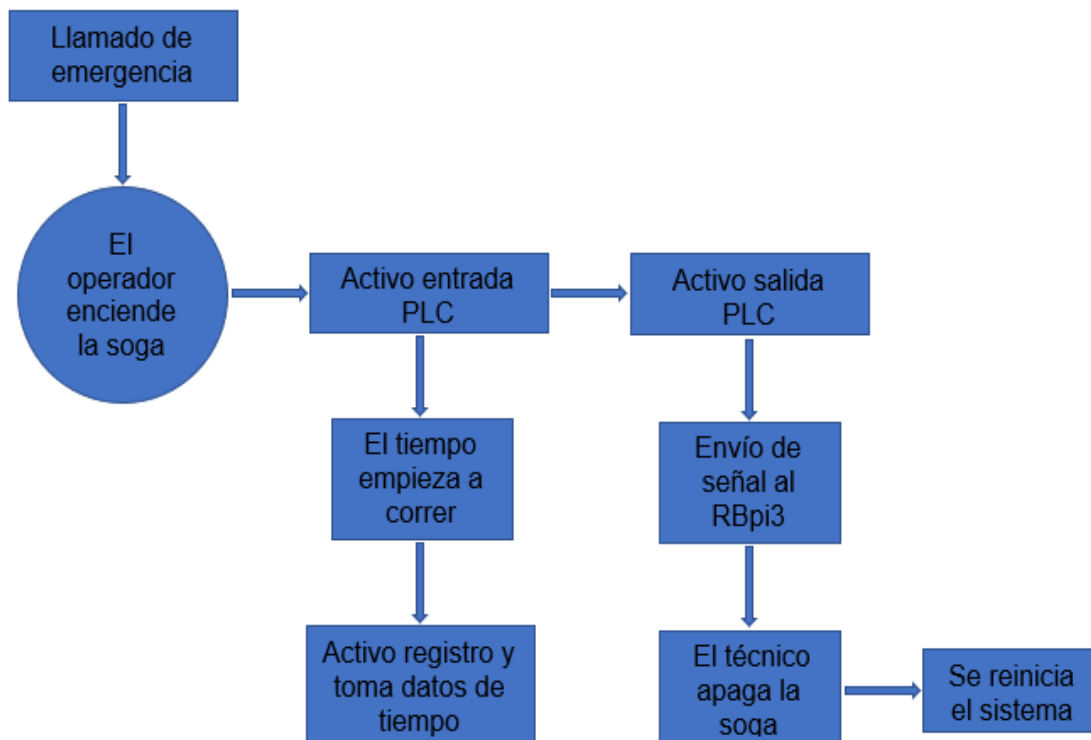 Llamado de
emergencia
El
operador
enciende
la soga
Activo entrada
PLC
Activo salida
PLC
El tiempo
empieza a
correr
Envío de
señal al
RBpi3
Activo registro y
toma datos de
tiempo
El técnico
apaga la
soga
Se reinicia
el sistema